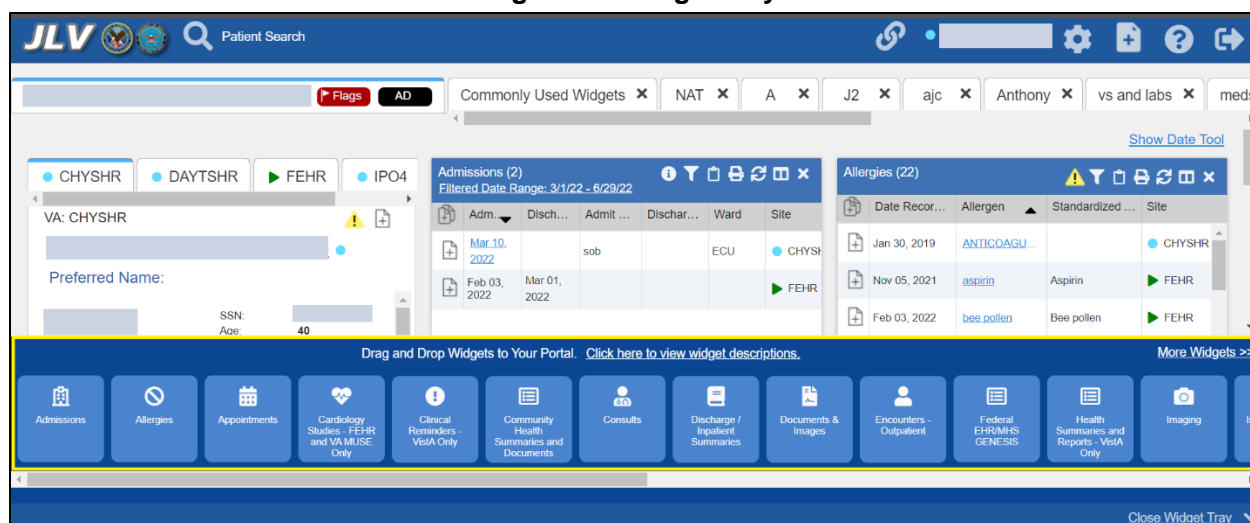 JLV Patient Search
Flags AD Commonly Used Widgets NAT A J2 ajc Anthony vs and labs
Show Date Tool
CHYSHR DAYTSHR FEHR IPO4
VA: CHYSHR
Preferred Name:
SSN:
Age: 40
Admissions (2)
Filtered Date Range: 3/1/22 - 6/29/22
Adm... Disch... Admit ... Dischar... Ward Site
Mar 10, 2022 sob ECU CHYSH
Feb 03, 2022 Mar 01, 2022 FEHR
Allergies (22)
Date Recor... Allergen Standardized ... Site
Jan 30, 2019 ANTICOAGU... CHYSHR
Nov 05, 2021 aspirin Aspirin FEHR
Feb 03, 2022 bee pollen Bee pollen FEHR
Drag and Drop Widgets to Your Portal. Click here to view widget descriptions. More Widgets >>
Admissions
Allergies
Appointments
Cardiology
Studies - FEHR
and VA MUSE
Only
Clinical
Reminders -
VistA Only
Community
Health
Summaries and
Documents
Consults
Discharge /
Inpatient
Summaries
Documents &
Images
Encounters -
Outpatient
Federal
EHR/MHS
GENESIS
Health
Summaries and
Reports - VistA
Only
Imaging
Close Widget Tray